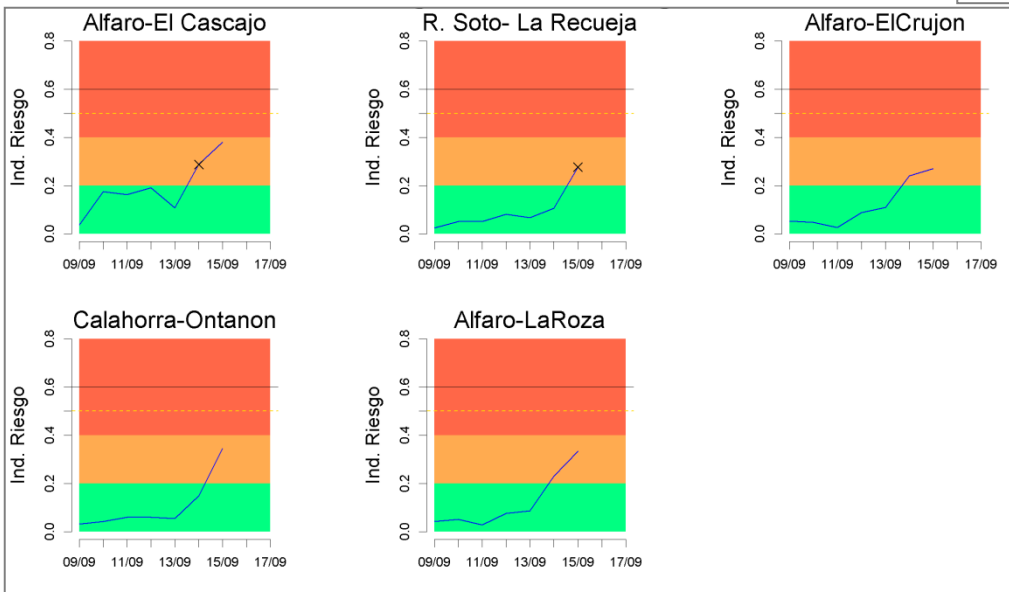 Alfaro-El Cascajo
Ind. Riesgo
0.8
0.6
0.4
0.2
0.0
09/09 11/09 13/09 15/09 17/09
R. Soto- La Recueja
Ind. Riesgo
0.8
0.6
0.4
0.2
0.0
09/09 11/09 13/09 15/09 17/09
Alfaro-ElCrujon
Ind. Riesgo
0.8
0.6
0.4
0.2
0.0
09/09 11/09 13/09 15/09 17/09
Calahorra-Ontanon
Ind. Riesgo
0.8
0.6
0.4
0.2
0.0
09/09 11/09 13/09 15/09 17/09
Alfaro-LaRoza
Ind. Riesgo
0.8
0.6
0.4
0.2
0.0
09/09 11/09 13/09 15/09 17/09